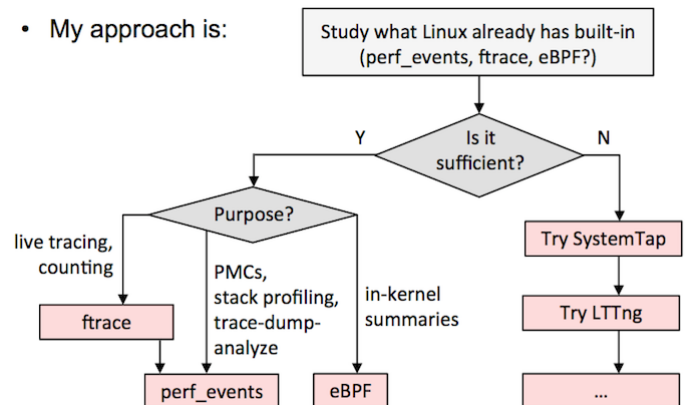 • My approach is:
Study what Linux already has built-in
(perf_events, ftrace, eBPF?)
Y
Is it
sufficient?
N
Purpose?
live tracing,
counting
PMCs,
stack profiling,
trace-dump-
analyze
in-kernel
summaries
Try SystemTap
ftrace
Try LTTng
perf_events
eBPF
...